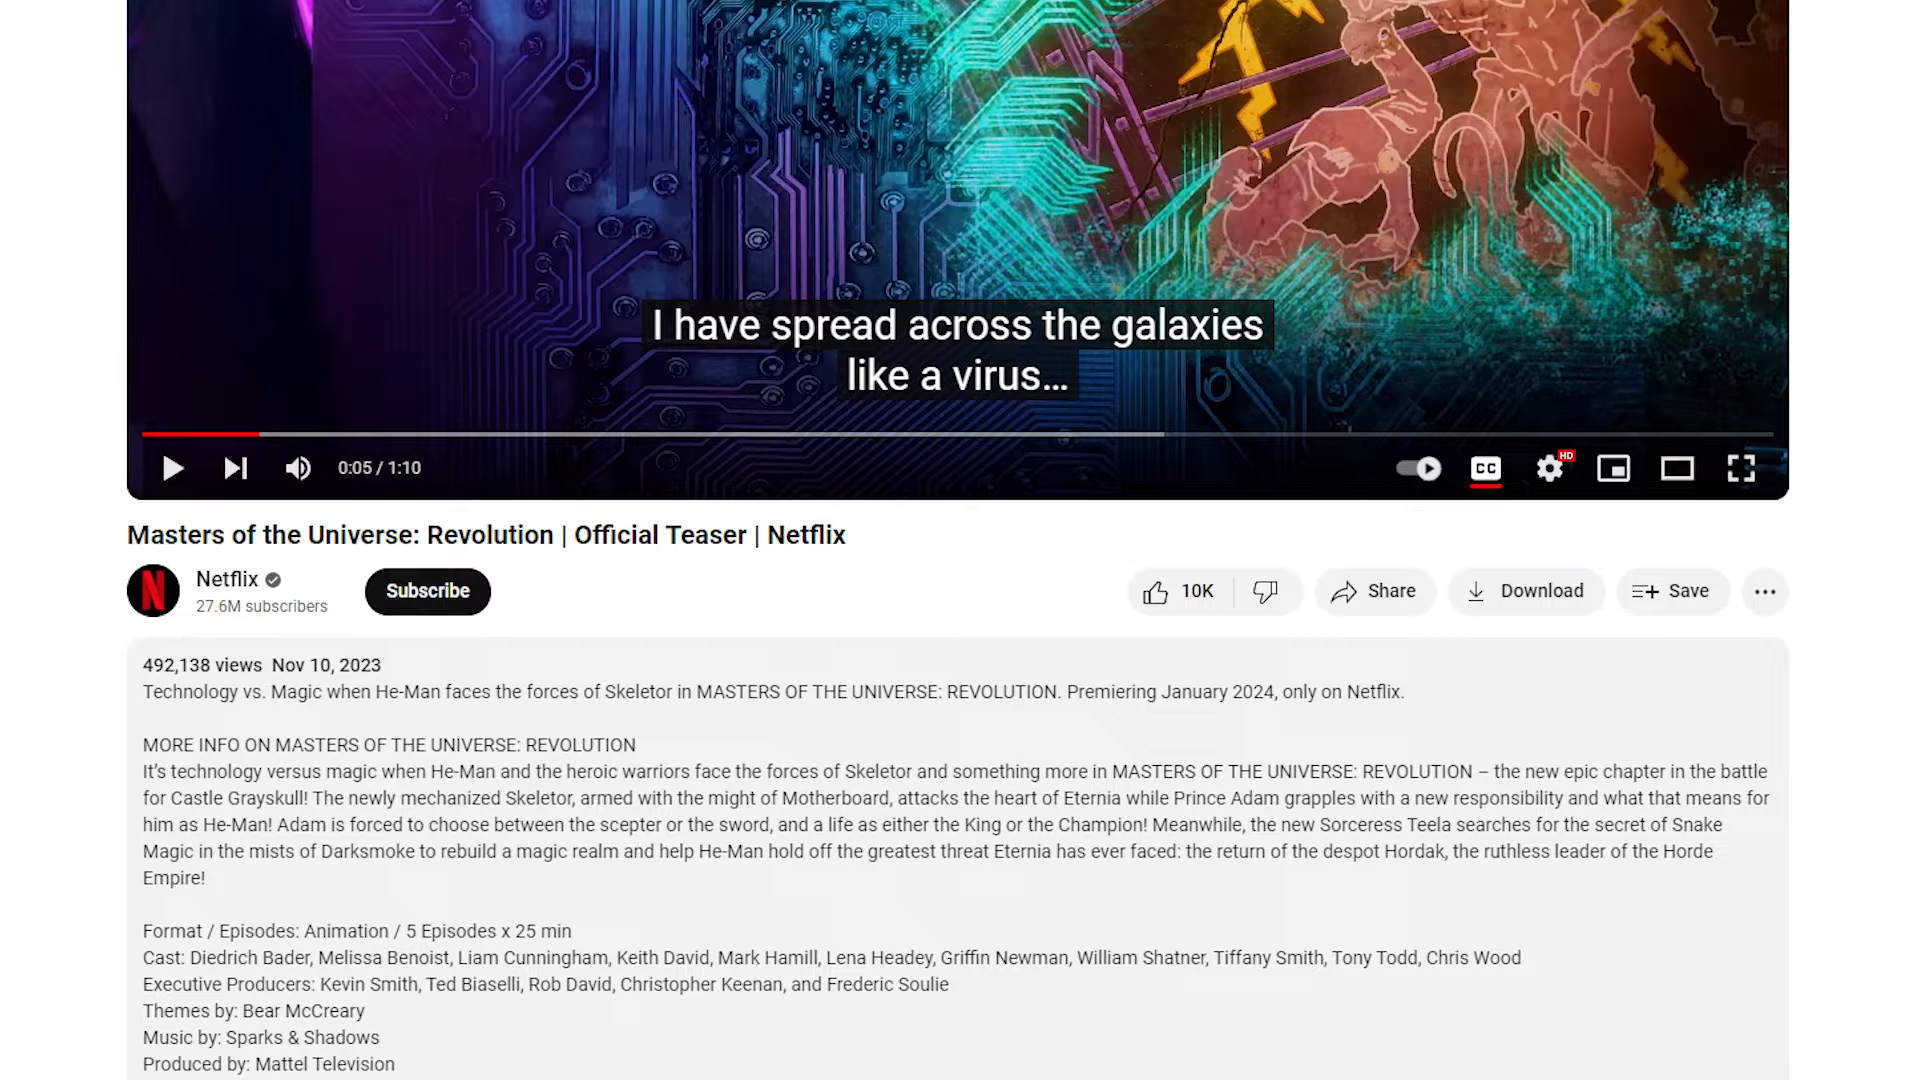 I have spread across the galaxies
like a virus...
0:05 / 1:10
CC
HD
Masters of the Universe: Revolution | Official Teaser | Netflix
N
Netflix
27.6M subscribers
Subscribe
10K
Share
Download
Save
492,138 views  Nov 10, 2023
Technology vs. Magic when He-Man faces the forces of Skeletor in MASTERS OF THE UNIVERSE: REVOLUTION. Premiering January 2024, only on Netflix.
MORE INFO ON MASTERS OF THE UNIVERSE: REVOLUTION
It’s technology versus magic when He-Man and the heroic warriors face the forces of Skeletor and something more in MASTERS OF THE UNIVERSE: REVOLUTION – the new epic chapter in the battle
for Castle Grayskull! The newly mechanized Skeletor, armed with the might of Motherboard, attacks the heart of Eternia while Prince Adam grapples with a new responsibility and what that means for
him as He-Man! Adam is forced to choose between the scepter or the sword, and a life as either the King or the Champion! Meanwhile, the new Sorceress Teela searches for the secret of Snake
Magic in the mists of Darksmoke to rebuild a magic realm and help He-Man hold off the greatest threat Eternia has ever faced: the return of the despot Hordak, the ruthless leader of the Horde
Empire!
Format / Episodes: Animation / 5 Episodes x 25 min
Cast: Diedrich Bader, Melissa Benoist, Liam Cunningham, Keith David, Mark Hamill, Lena Headey, Griffin Newman, William Shatner, Tiffany Smith, Tony Todd, Chris Wood
Executive Producers: Kevin Smith, Ted Biaselli, Rob David, Christopher Keenan, and Frederic Soulie
Themes by: Bear McCreary
Music by: Sparks & Shadows
Produced by: Mattel Television